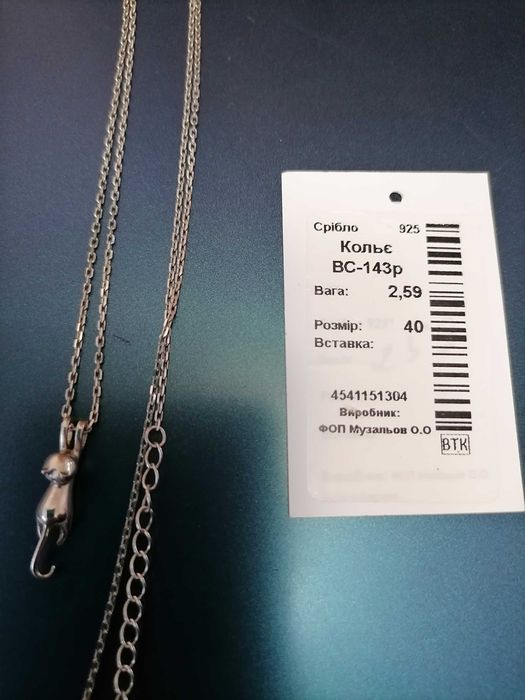 Срібло 925
Кольє
ВС-143р
Вага: 2,59
Розмір: 40
Вставка:
4541151304
Виробник:
ФОП Музальов О.О
ВТК